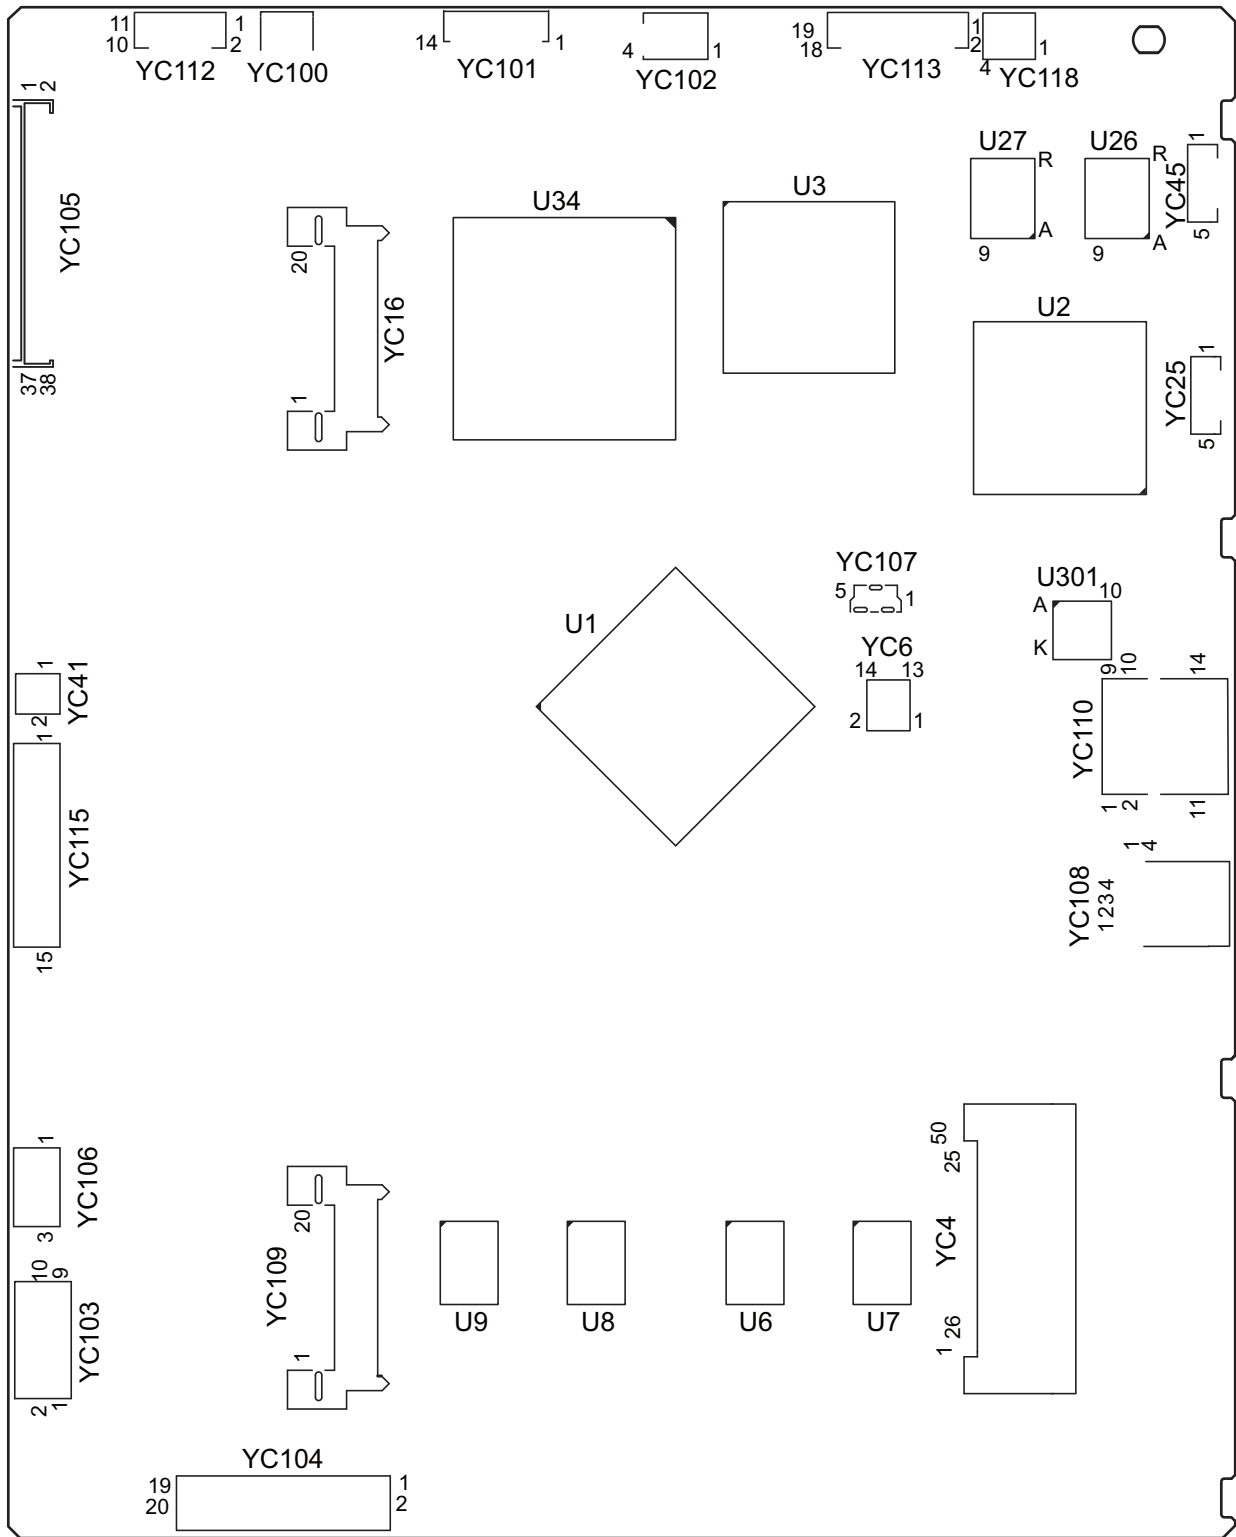 11 1
10 2
YC112
YC100
14 1
YC101
4 1
YC102
19 1
18 2
YC113
4 1
YC118
1
2
YC105
37
38
20
YC16
1
U34
U3
U27
R
A
9
U26
R
A
9
1
YC45
5
U2
1
YC25
5
YC107
5 1
U1
YC6
14 13
2 1
U301
10
A
K
9
10
14
YC110
1
2
11
1
YC41
2
1
YC115
15
1
4
YC108
1234
1
YC106
3
10
9
YC103
2
1
20
YC109
1
U9
U8
U6
U7
50
25
YC4
26
1
YC104
19 1
20 2